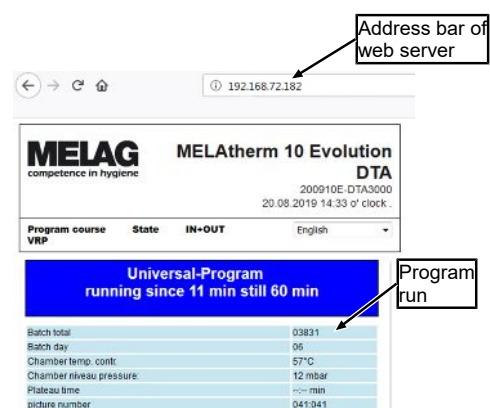 Address bar of
web server
192.168.72.182
MELAG
competence in hygiene
MELAtherm 10 Evolution
DTA
200910E-DTA3000
20.08.2019 14:33 o' clock .
Program course State IN+OUT English
VRP
Universal-Program
running since 11 min still 60 min
Program
run
Batch total 03831
Batch day 06
Chamber temp. contr. 57°C
Chamber niveau pressure: 12 mbar
Plateau time --:-- min
picture number 041:041